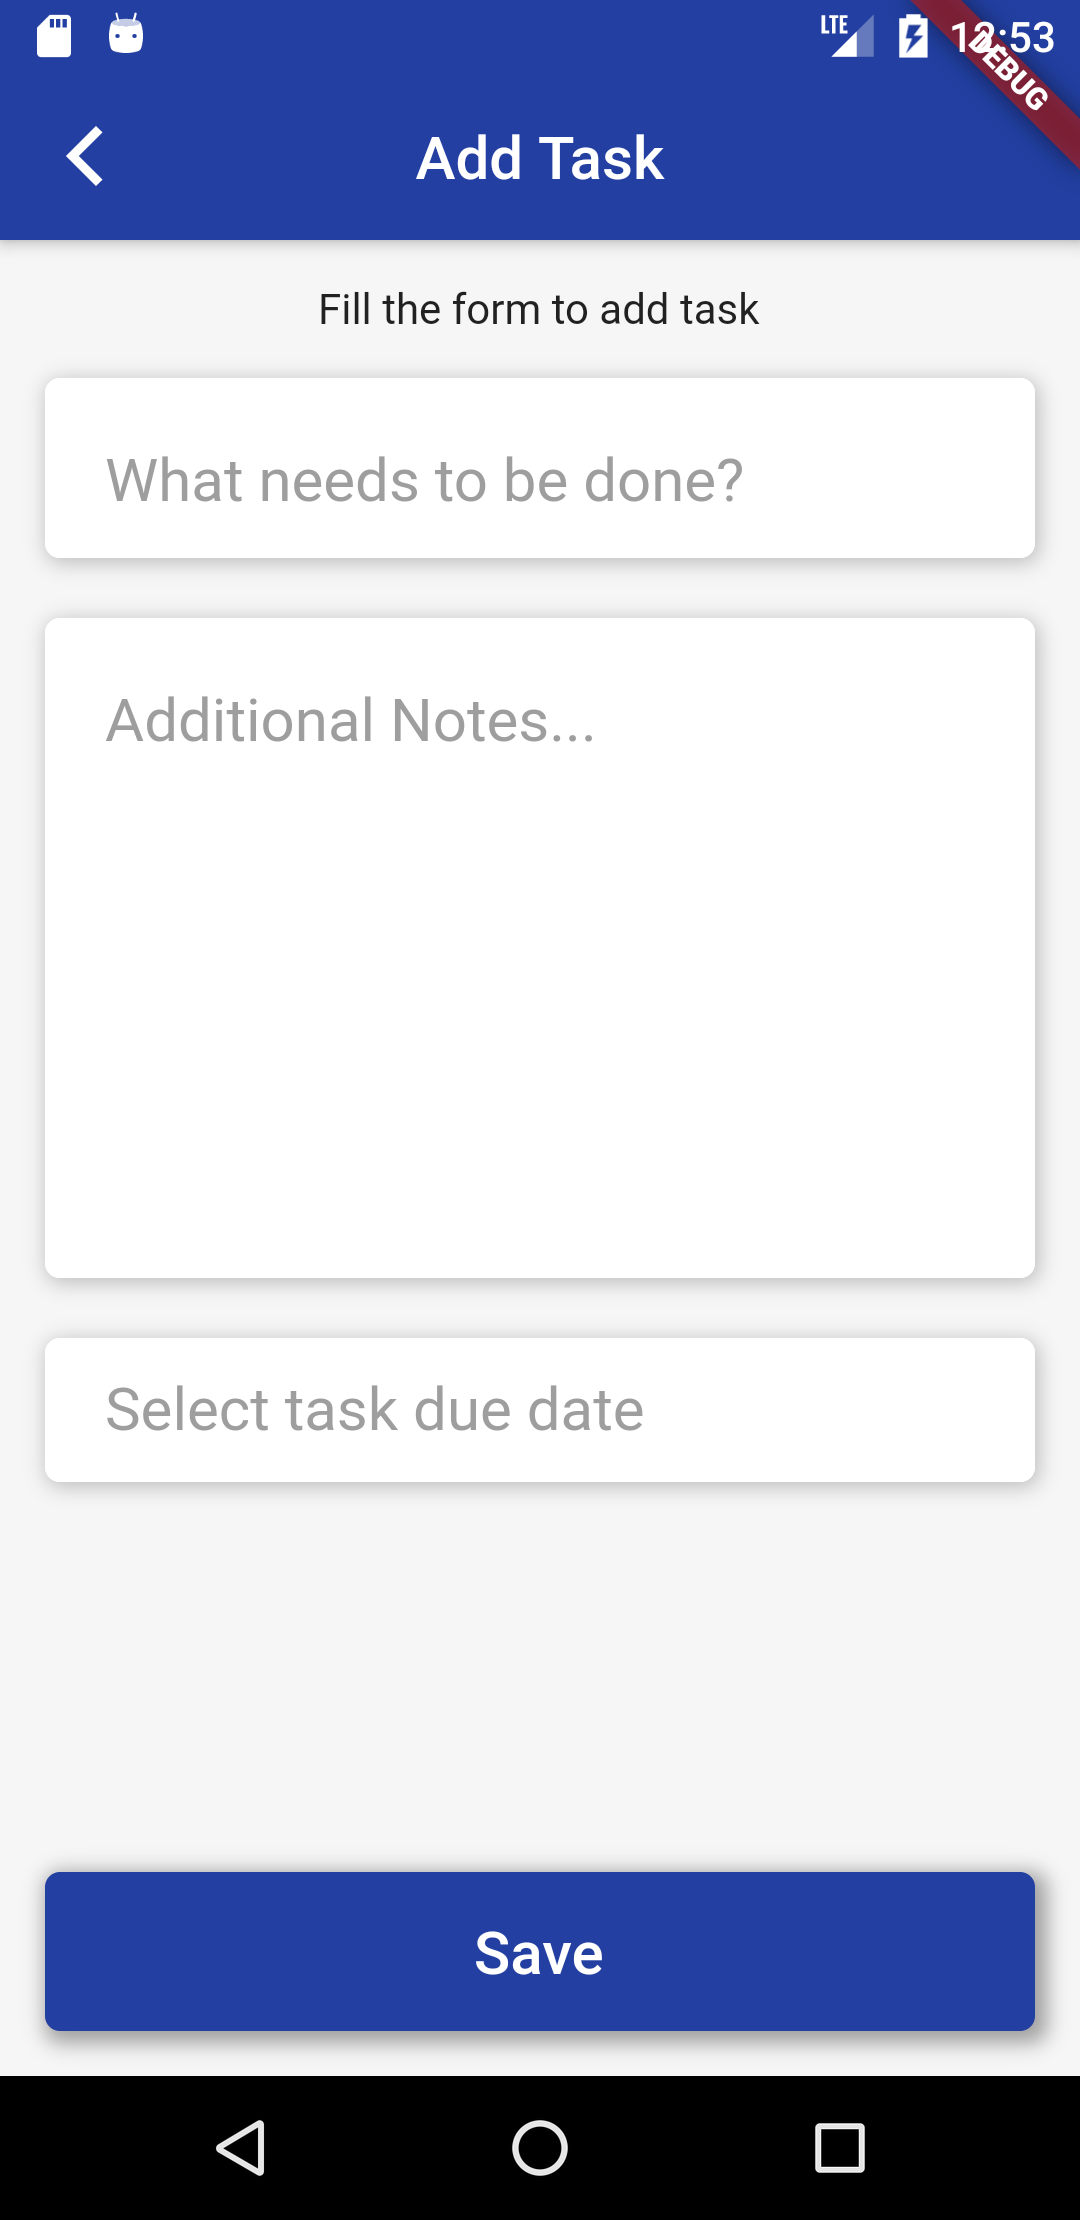 LTE 12:53
DEBUG
Add Task
Fill the form to add task
What needs to be done?
Additional Notes...
Select task due date
Save